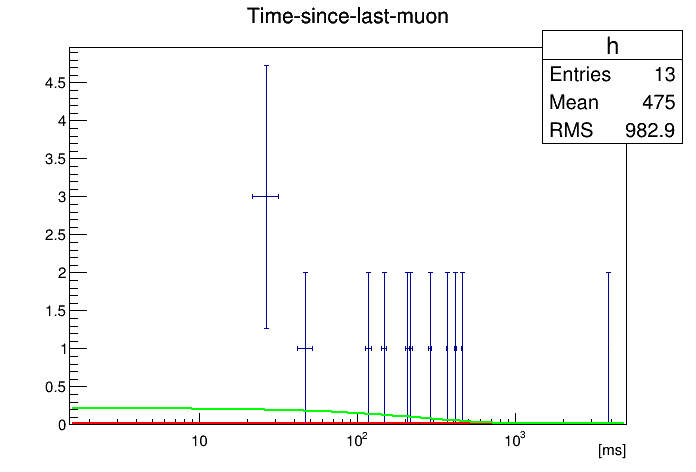 Time-since-last-muon
h
Entries 13
Mean 475
RMS 982.9
4.5
4
3.5
3
2.5
2
1.5
1
0.5
0
10 10² 10³
[ms]